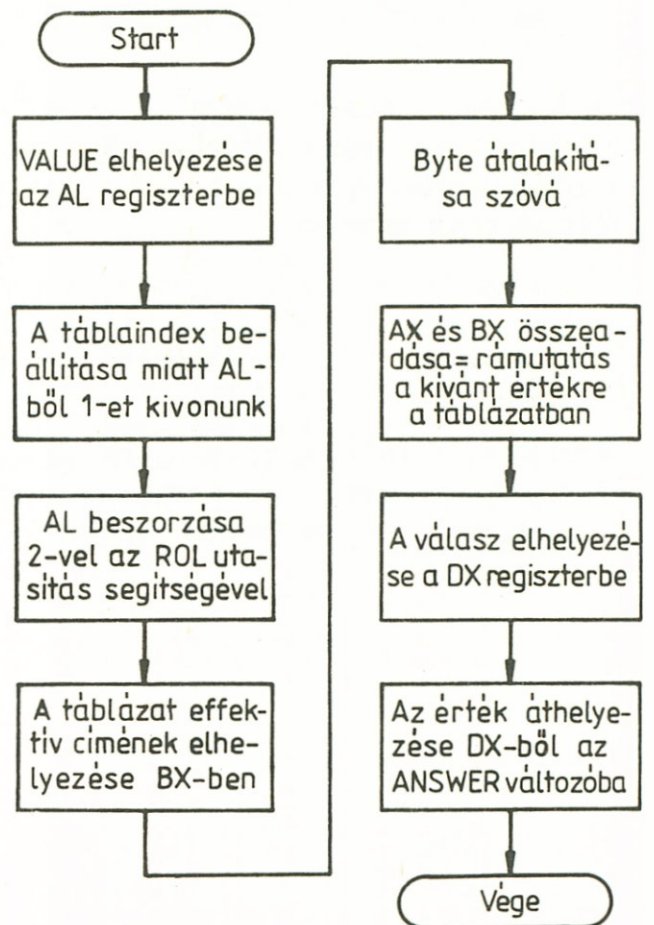 Start
VALUE elhelyezése
az AL regiszterbe
A táblaindex be-
állítása miatt AL-
ből 1-et kivonunk
AL beszorzása
2-vel az ROL uta-
sítás segítségével
A táblázat effek-
tív címének elhe-
lyezése BX-ben
Byte átalakítá-
sa szóvá
AX és BX összea-
dása= rámutatás
a kívánt értékre
a táblázatban
A válasz elhelyezé-
se a DX regiszterbe
Az érték áthelye-
zése DX-ből az
ANSWER változóba
Vége